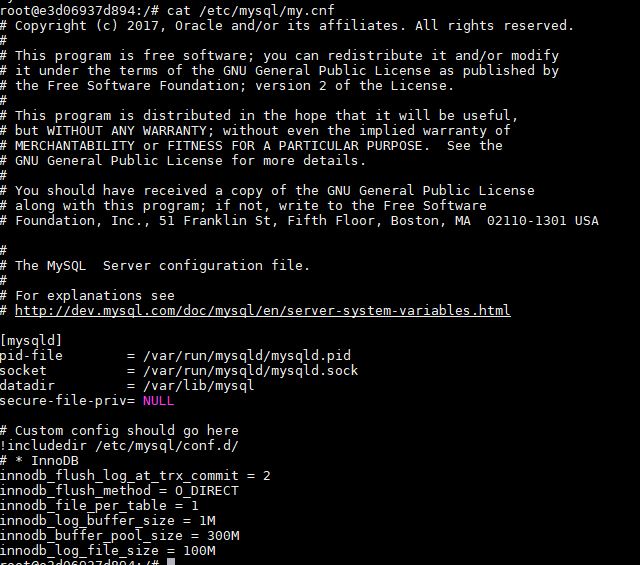 root@e3d06937d894:/# cat /etc/mysql/my.cnf
# Copyright (c) 2017, Oracle and/or its affiliates. All rights reserved.
#
# This program is free software; you can redistribute it and/or modify
# it under the terms of the GNU General Public License as published by
# the Free Software Foundation; version 2 of the License.
#
# This program is distributed in the hope that it will be useful,
# but WITHOUT ANY WARRANTY; without even the implied warranty of
# MERCHANTABILITY or FITNESS FOR A PARTICULAR PURPOSE.  See the
# GNU General Public License for more details.
#
# You should have received a copy of the GNU General Public License
# along with this program; if not, write to the Free Software
# Foundation, Inc., 51 Franklin St, Fifth Floor, Boston, MA  02110-1301 USA
#
# The MySQL  Server configuration file.
#
# For explanations see
# http://dev.mysql.com/doc/mysql/en/server-system-variables.html
[mysqld]
pid-file        = /var/run/mysqld/mysqld.pid
socket          = /var/run/mysqld/mysqld.sock
datadir         = /var/lib/mysql
secure-file-priv= NULL
# Custom config should go here
!includedir /etc/mysql/conf.d/
# * InnoDB
innodb_flush_log_at_trx_commit = 2
innodb_flush_method = O_DIRECT
innodb_file_per_table = 1
innodb_log_buffer_size = 1M
innodb_buffer_pool_size = 300M
innodb_log_file_size = 100M
root@e3d06937d894:/#